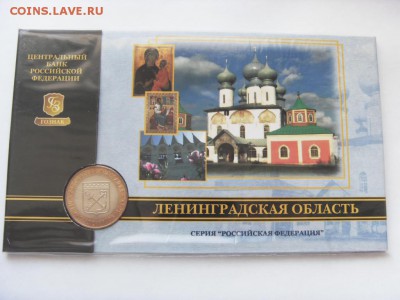 COINS.LAVE.RU
ЦЕНТРАЛЬНЫЙ
БАНК
РОССИЙСКОЙ
ФЕДЕРАЦИИ
ГОЗНАК
ЛЕНИНГРАДСКАЯ ОБЛАСТЬ
СЕРИЯ "РОССИЙСКАЯ ФЕДЕРАЦИЯ"